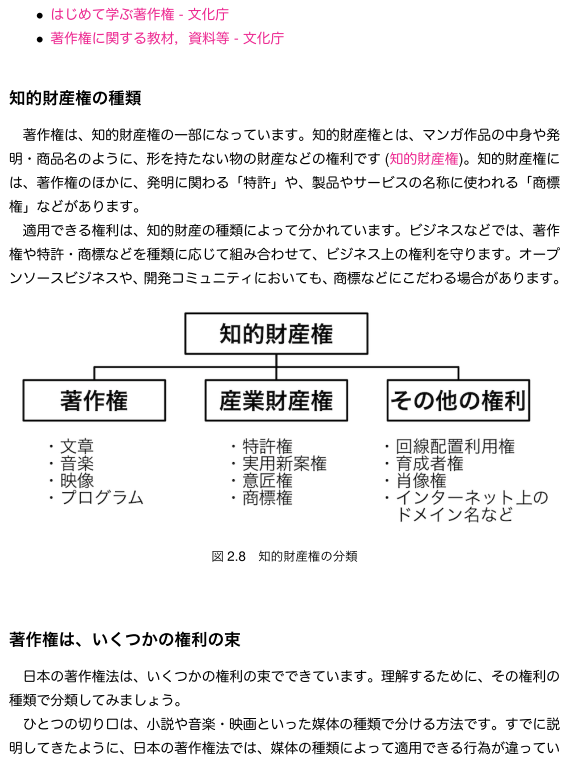 ● はじめて学ぶ著作権 - 文化庁
● 著作権に関する教材，資料等 - 文化庁
知的財産権の種類
著作権は、知的財産権の一部になっています。知的財産権とは、マンガ作品の中身や発
明・商品名のように、形を持たない物の財産などの権利です (知的財産権)。知的財産権に
は、著作権のほかに、発明に関わる「特許」や、製品やサービスの名称に使われる「商標
権」などがあります。
適用できる権利は、知的財産の種類によって分かれています。ビジネスなどでは、著作
権や特許・商標などを種類に応じて組み合わせて、ビジネス上の権利を守ります。オープ
ンソースビジネスや、開発コミュニティにおいても、商標などにこだわる場合があります。
知的財産権
著作権
・文章
・音楽
・映像
・プログラム
産業財産権
・特許権
・実用新案権
・意匠権
・商標権
その他の権利
・回線配置利用権
・育成者権
・肖像権
・インターネット上の
ドメイン名など
図 2.8 知的財産権の分類
著作権は、いくつかの権利の束
日本の著作権法は、いくつかの権利の束でできています。理解するために、その権利の
種類で分類してみましょう。
ひとつの切り口は、小説や音楽・映画といった媒体の種類で分ける方法です。すでに説
明してきたように、日本の著作権法では、媒体の種類によって適用できる行為が違ってい